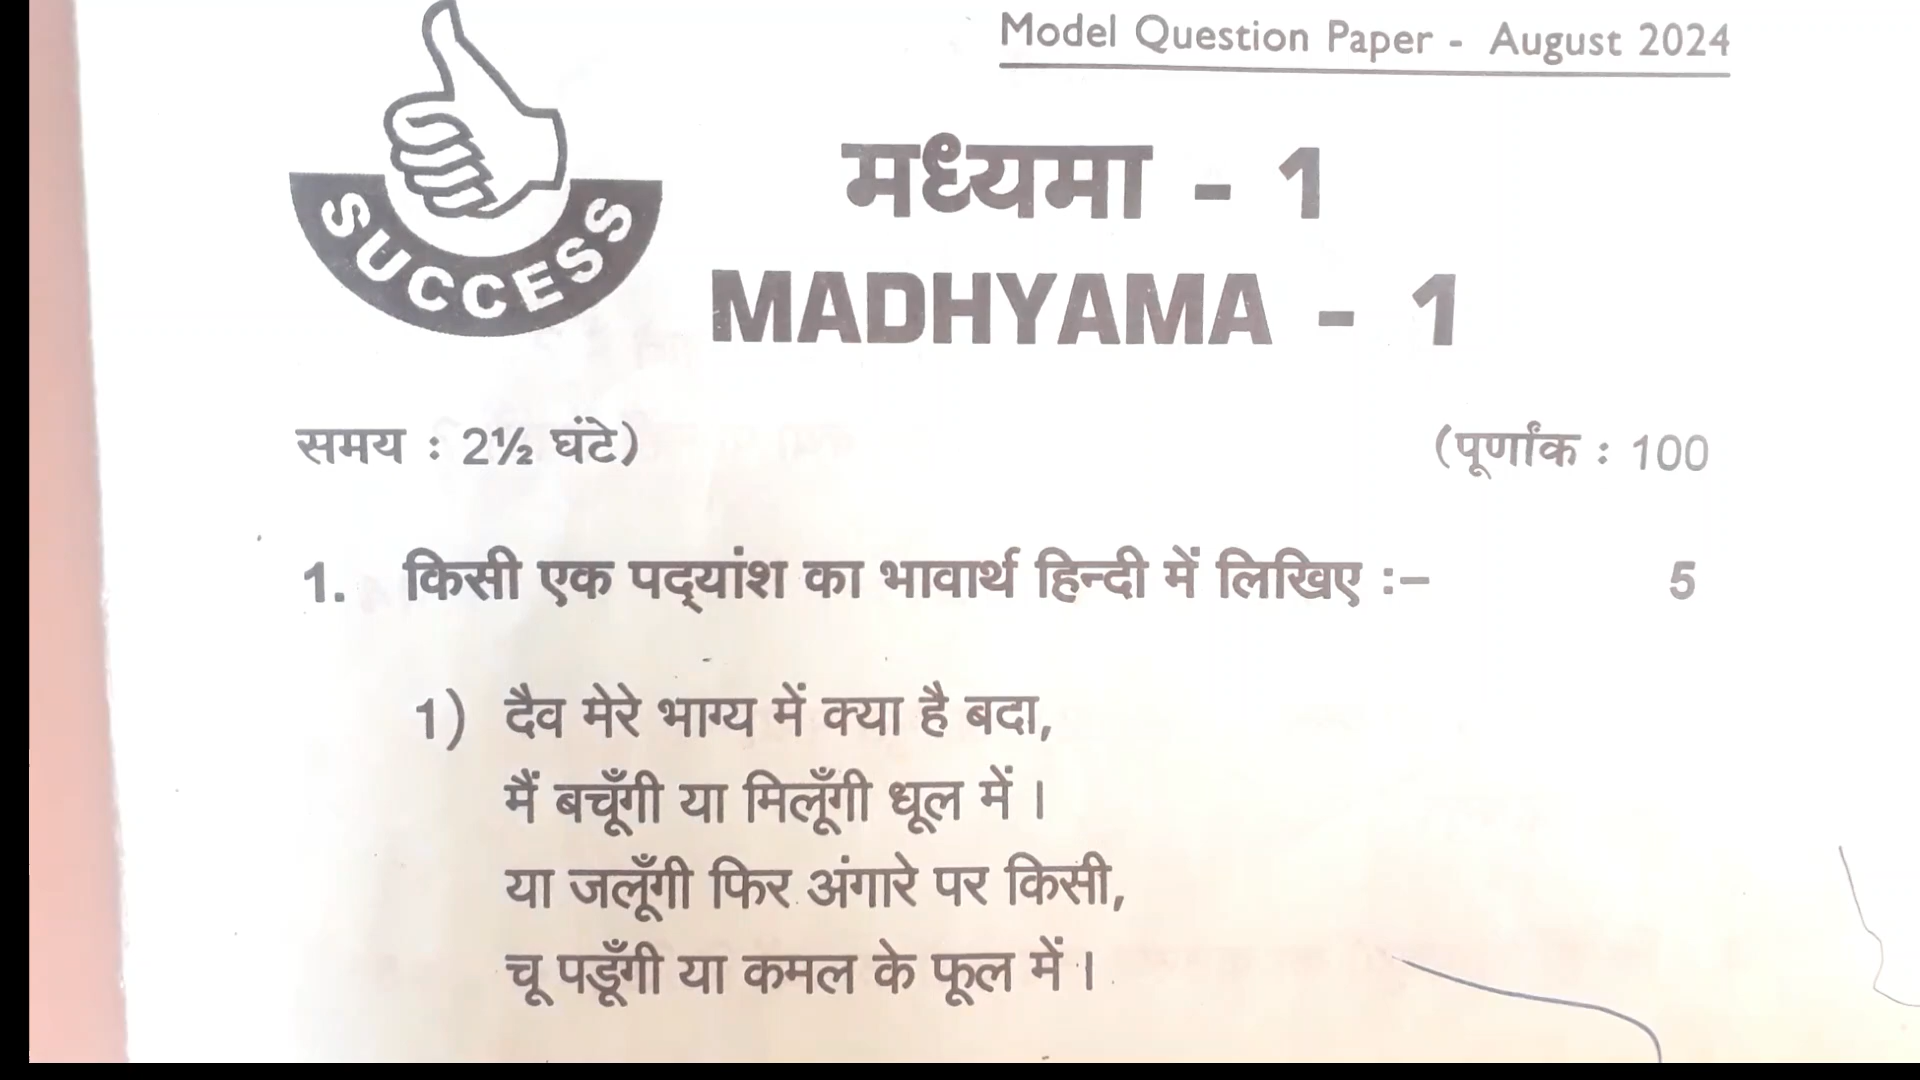 Model Question Paper - August 2024
SUCCESS
मध्यमा - 1
MADHYAMA - 1
समय : 2½ घंटे)
(पूर्णांक : 100
1. किसी एक पद्‌यांश का भावार्थ हिन्दी में लिखिए :– 5
1) दैव मेरे भाग्य में क्या है बदा,
मैं बचूँगी या मिलूँगी धूल में ।
या जलूँगी फिर अंगारे पर किसी,
चू पड़ूँगी या कमल के फूल में ।